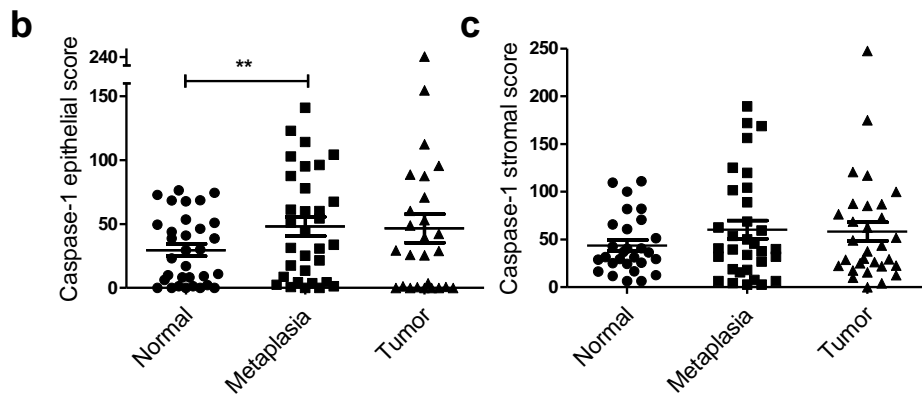 b
Caspase-1 epithelial score
240
150
100
50
0
**
Normal
Metaplasia
Tumor
c
Caspase-1 stromal score
250
200
150
100
50
0
Normal
Metaplasia
Tumor